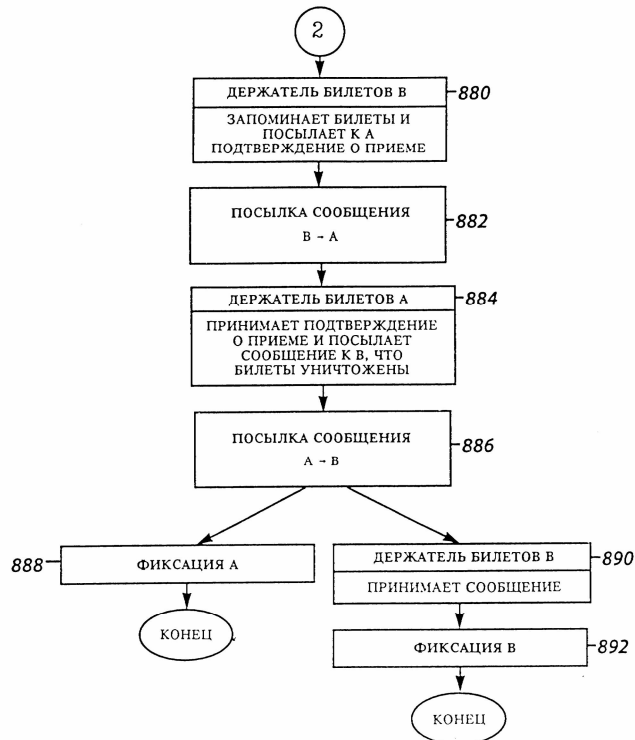 2
ДЕРЖАТЕЛЬ БИЛЕТОВ В
880
ЗАПОМИНАЕТ БИЛЕТЫ И
ПОСЫЛАЕТ К А
ПОДТВЕРЖДЕНИЕ О ПРИЕМЕ
ПОСЫЛКА СООБЩЕНИЯ
882
В - А
ДЕРЖАТЕЛЬ БИЛЕТОВ А
884
ПРИНИМАЕТ ПОДТВЕРЖДЕНИЕ
О ПРИЕМЕ И ПОСЫЛАЕТ
СООБЩЕНИЕ К В, ЧТО
БИЛЕТЫ УНИЧТОЖЕНЫ
ПОСЫЛКА СООБЩЕНИЯ
886
А - В
888
ФИКСАЦИЯ А
КОНЕЦ
ДЕРЖАТЕЛЬ БИЛЕТОВ В
890
ПРИНИМАЕТ СООБЩЕНИЕ
ФИКСАЦИЯ В
892
КОНЕЦ